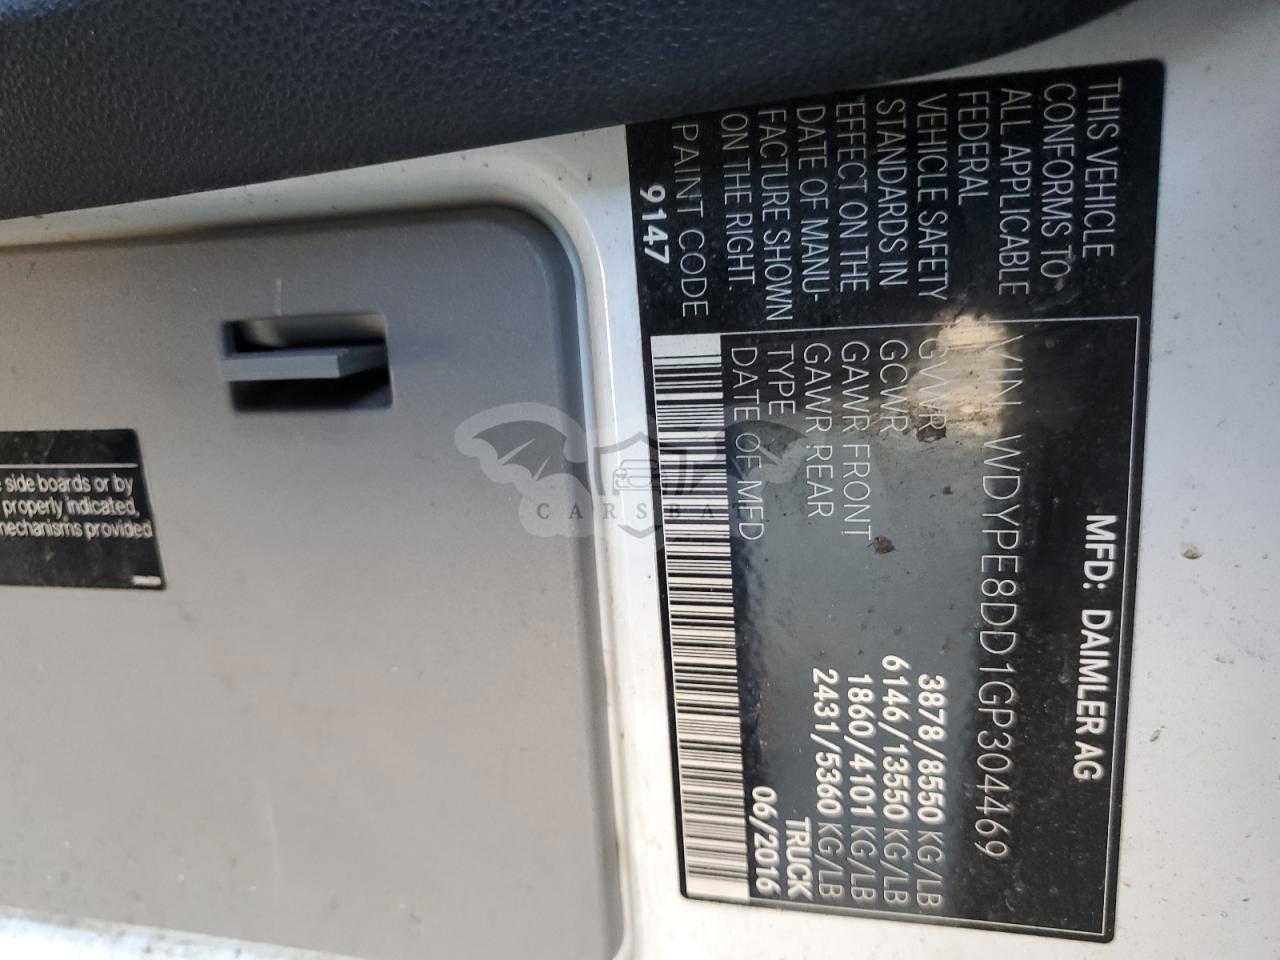 THIS VEHICLE
CONFORMS TO
ALL APPLICABLE
FEDERAL
VEHICLE SAFETY
STANDARDS IN
EFFECT ON THE
DATE OF MANU-
FACTURE SHOWN
ON THE RIGHT.
PAINT CODE
9147
MFD: DAIMLER AG
VIN WDYPE8DD1GP304469
GVWR 3878/8550 KG/LB
GCWR 6146/13550 KG/LB
GAWR FRONT 1860/4101 KG/LB
GAWR REAR 2431/5360 KG/LB
TYPE TRUCK
DATE OF MFD 06/2016
side boards or by
properly indicated,
mechanisms provided
CARSBAT